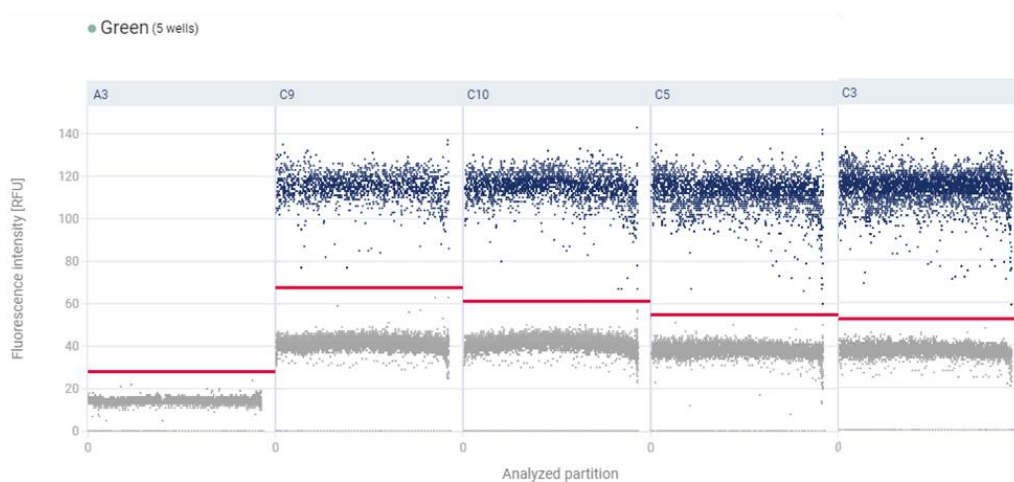 Green (5 wells)
A3 C9 C10 C5 C3
Fluorescence intensity [RFU]
140
120
100
80
60
40
20
0
0 0 0 0 0
Analyzed partition